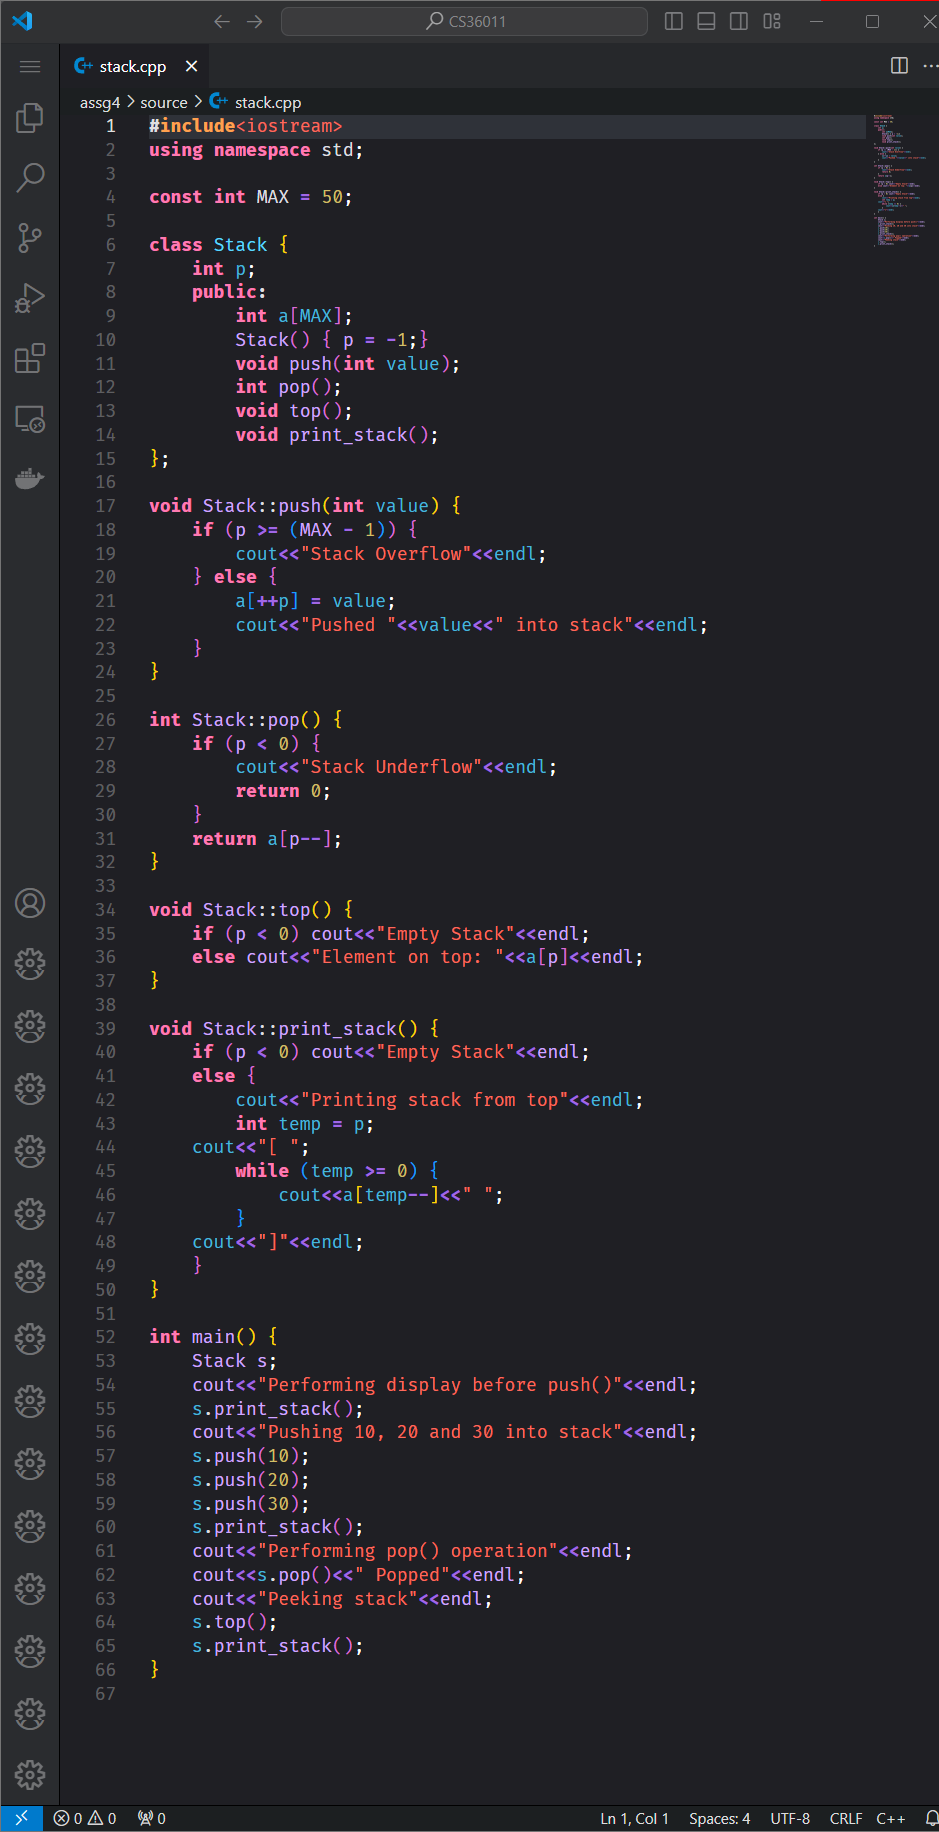 CS36011
stack.cpp
assg4 > source > stack.cpp
1 #include<iostream>
2 using namespace std;
3
4 const int MAX = 50;
5
6 class Stack {
7     int p;
8     public:
9         int a[MAX];
10         Stack() { p = -1;}
11         void push(int value);
12         int pop();
13         void top();
14         void print_stack();
15 };
16
17 void Stack::push(int value) {
18     if (p >= (MAX - 1)) {
19         cout<<"Stack Overflow"<<endl;
20     } else {
21         a[++p] = value;
22         cout<<"Pushed "<<value<<" into stack"<<endl;
23     }
24 }
25
26 int Stack::pop() {
27     if (p < 0) {
28         cout<<"Stack Underflow"<<endl;
29         return 0;
30     }
31     return a[p--];
32 }
33
34 void Stack::top() {
35     if (p < 0) cout<<"Empty Stack"<<endl;
36     else cout<<"Element on top: "<<a[p]<<endl;
37 }
38
39 void Stack::print_stack() {
40     if (p < 0) cout<<"Empty Stack"<<endl;
41     else {
42         cout<<"Printing stack from top"<<endl;
43         int temp = p;
44     cout<<"[ ";
45         while (temp >= 0) {
46             cout<<a[temp--]<<" ";
47         }
48     cout<<"]"<<endl;
49     }
50 }
51
52 int main() {
53     Stack s;
54     cout<<"Performing display before push()"<<endl;
55     s.print_stack();
56     cout<<"Pushing 10, 20 and 30 into stack"<<endl;
57     s.push(10);
58     s.push(20);
59     s.push(30);
60     s.print_stack();
61     cout<<"Performing pop() operation"<<endl;
62     cout<<s.pop()<<" Popped"<<endl;
63     cout<<"Peeking stack"<<endl;
64     s.top();
65     s.print_stack();
66 }
67
0 0 0 Ln 1, Col 1 Spaces: 4 UTF-8 CRLF C++